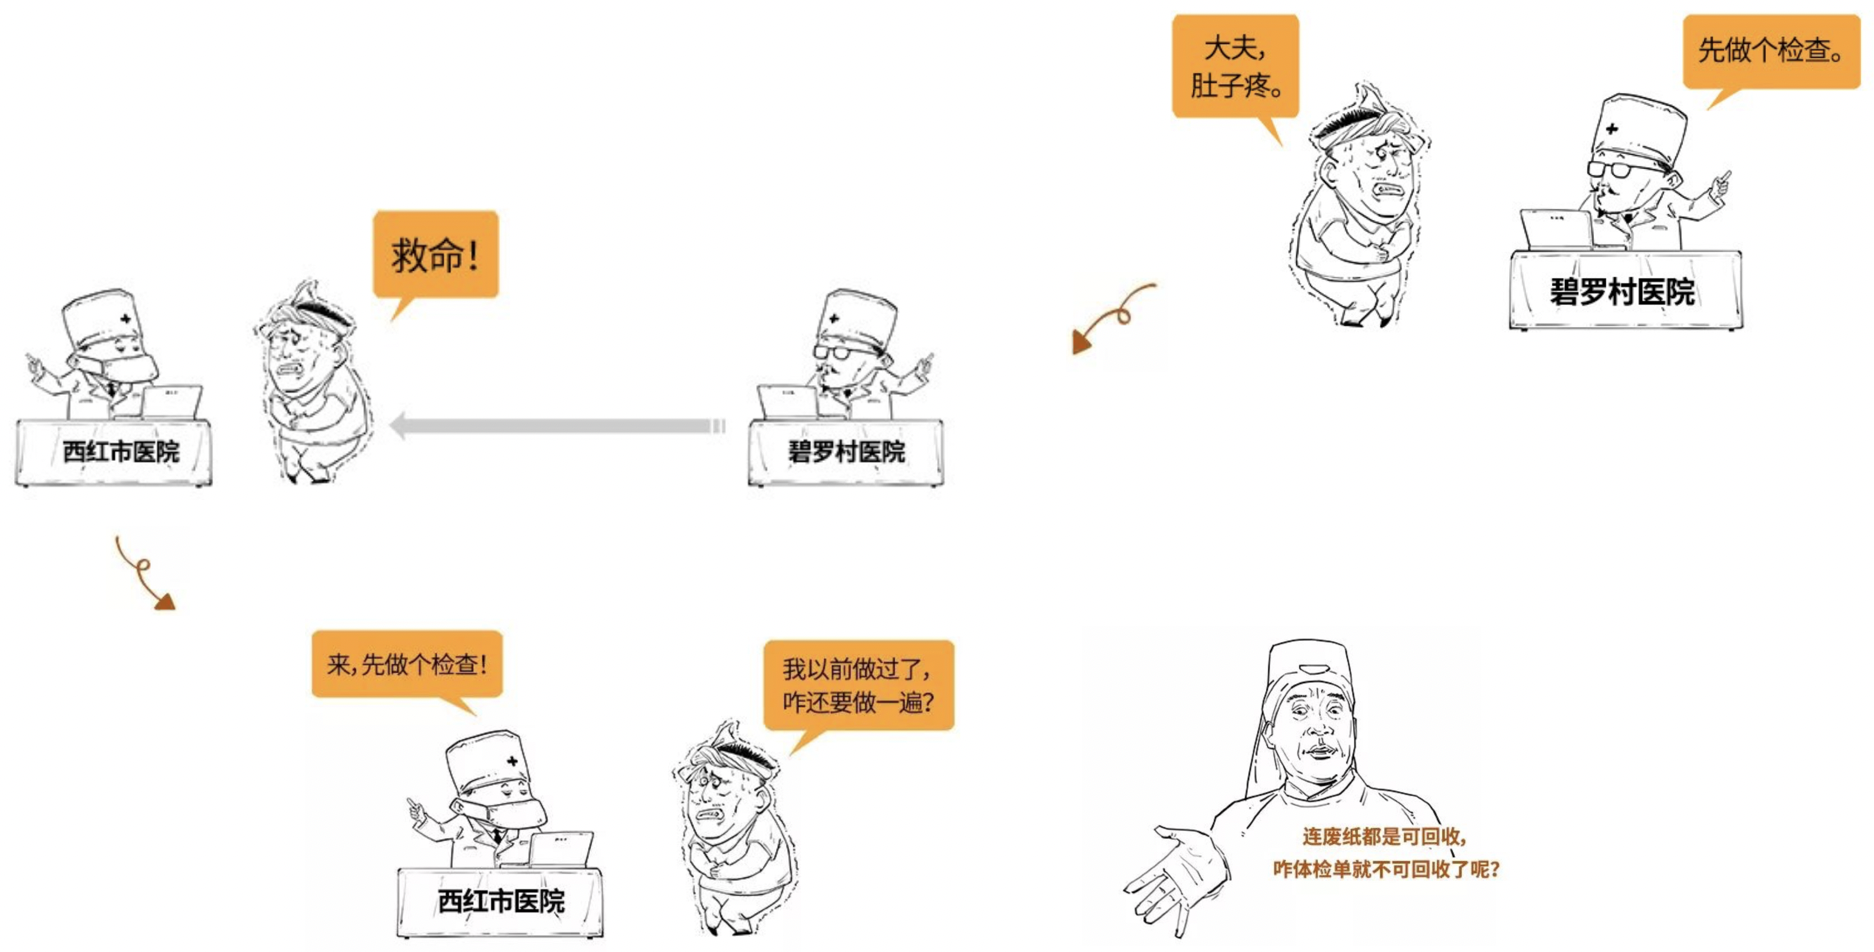 大夫，
肚子疼。
先做个检查。
碧罗村医院
救命！
西红市医院
碧罗村医院
来，先做个检查！
我以前做过了，
咋还要做一遍？
西红市医院
连废纸都是可回收，
咋体检单就不可回收了呢？